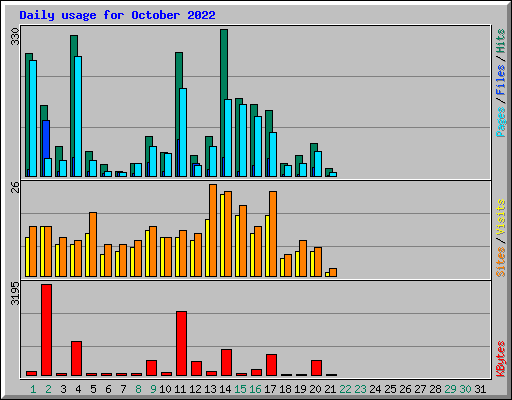 Daily usage for October 2022
330
Pages / Files / Hits
26
Sites / Visits
3195
KBytes
1 2 3 4 5 6 7 8 9 10 11 12 13 14 15 16 17 18 19 20 21 22 23 24 25 26 27 28 29 30 31